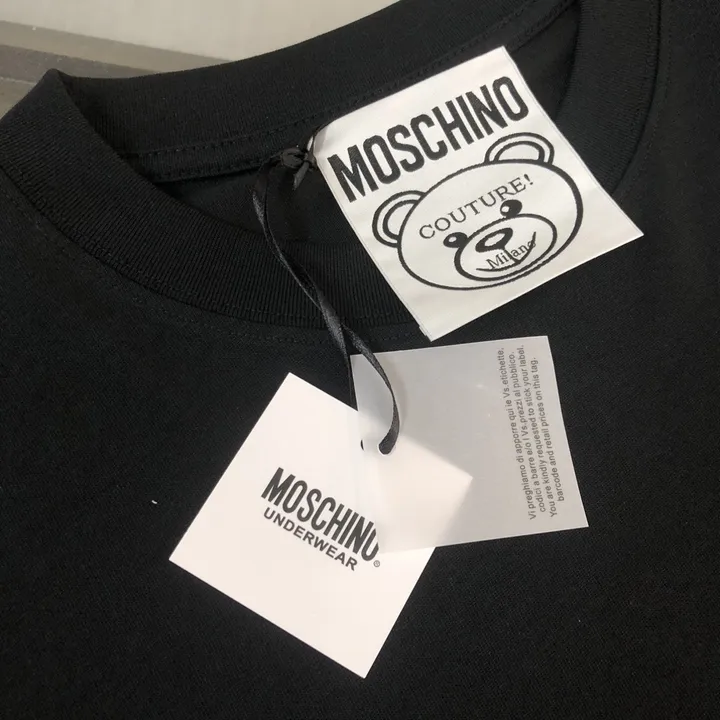 MOSCHINO
COUTURE!
Milano
Vi preghiamo di apporre qui le Vs.etichette,
codici a barre e/o I Vs.prezzi al pubblico.
You are kindly requested to stick your label.
barcode and retail prices on this tag.
MOSCHINO
UNDERWEAR®